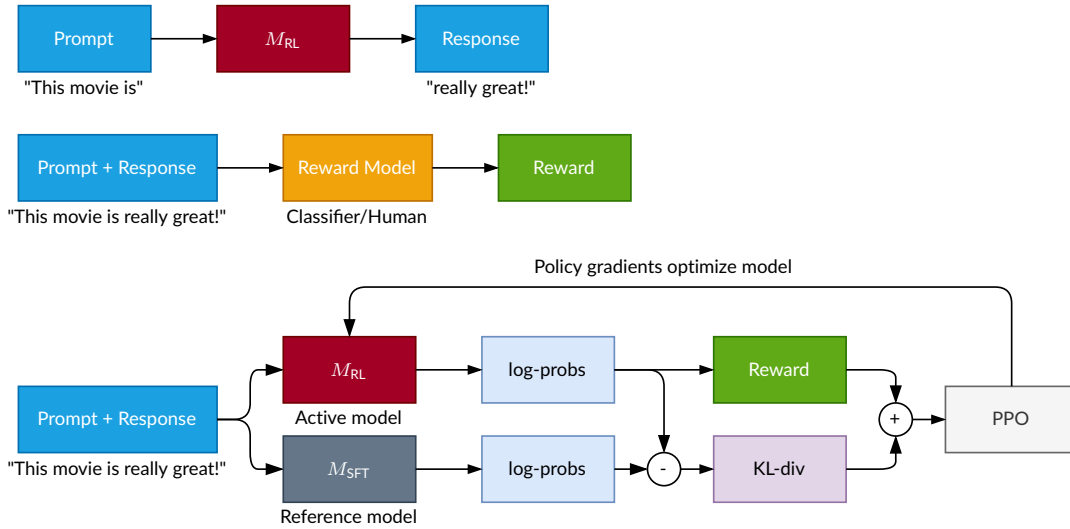 Prompt
M_RL
Response
"This movie is"
"really great!"
Prompt + Response
Reward Model
Reward
"This movie is really great!"
Classifier/Human
Policy gradients optimize model
M_RL
log-probs
Reward
Active model
Prompt + Response
"This movie is really great!"
+
PPO
M_SFT
log-probs
-
KL-div
Reference model